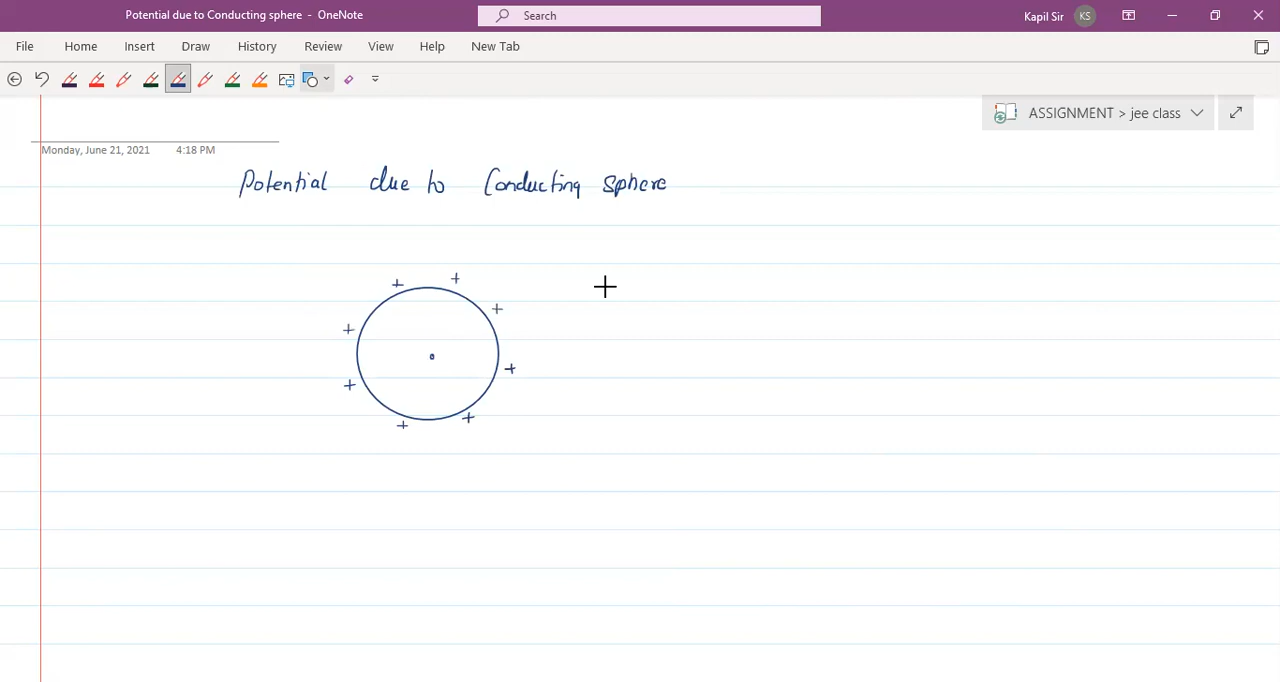 Potential due to Conducting sphere - OneNote
Search
Kapil Sir KS
File Home Insert Draw History Review View Help New Tab
ASSIGNMENT > jee class
Monday, June 21, 2021 4:18 PM
Potential due to Conducting sphere
+ +
+ +
+ +
+ +